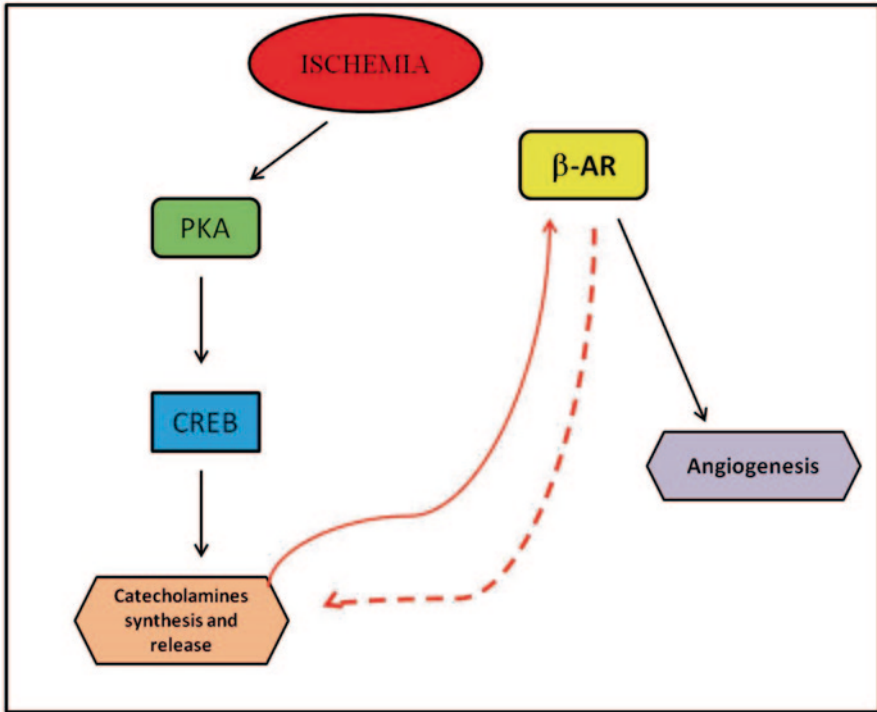 ISCHEMIA
β-AR
PKA
CREB
Angiogenesis
Catecholamines
synthesis and
release